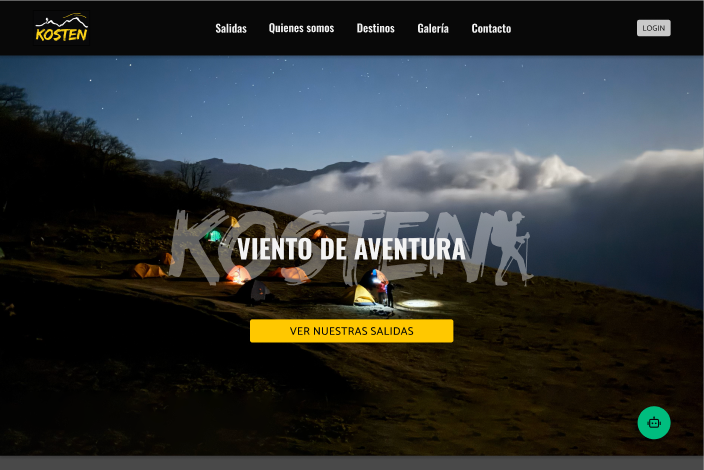 KOSTEN
Salidas Quienes somos Destinos Galería Contacto
LOGIN
KOSTEN
VIENTO DE AVENTURA
VER NUESTRAS SALIDAS